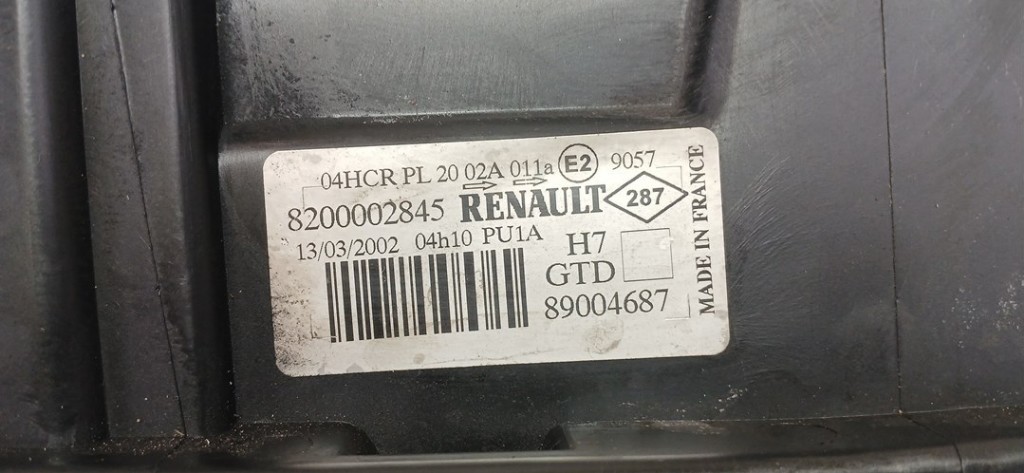 04HCR PL 20 02A 011a E2 9057
8200002845 RENAULT 287
13/03/2002 04h10 PU1A H7
GTD
89004687
MADE IN FRANCE